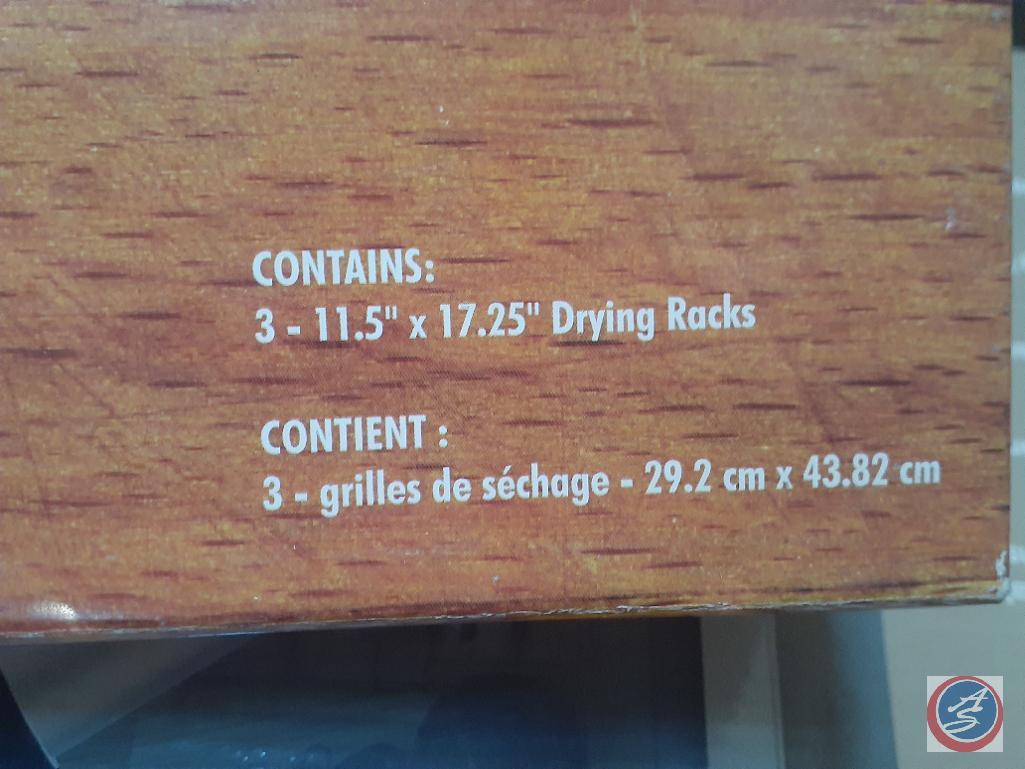 CONTAINS:
3 - 11.5" x 17.25" Drying Racks
CONTIENT :
3 - grilles de séchage - 29.2 cm x 43.82 cm
AS